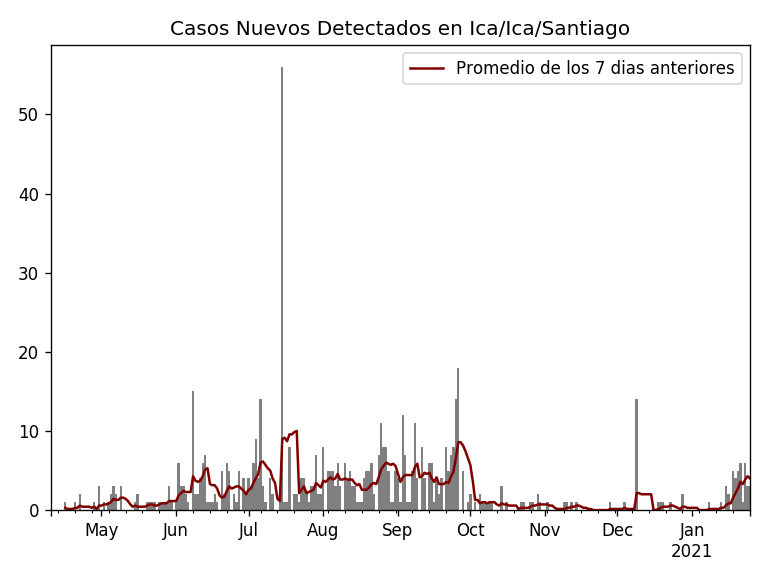 Casos Nuevos Detectados en Ica/Ica/Santiago
Promedio de los 7 dias anteriores
50
40
30
20
10
0
May Jun Jul Aug Sep Oct Nov Dec Jan
2021